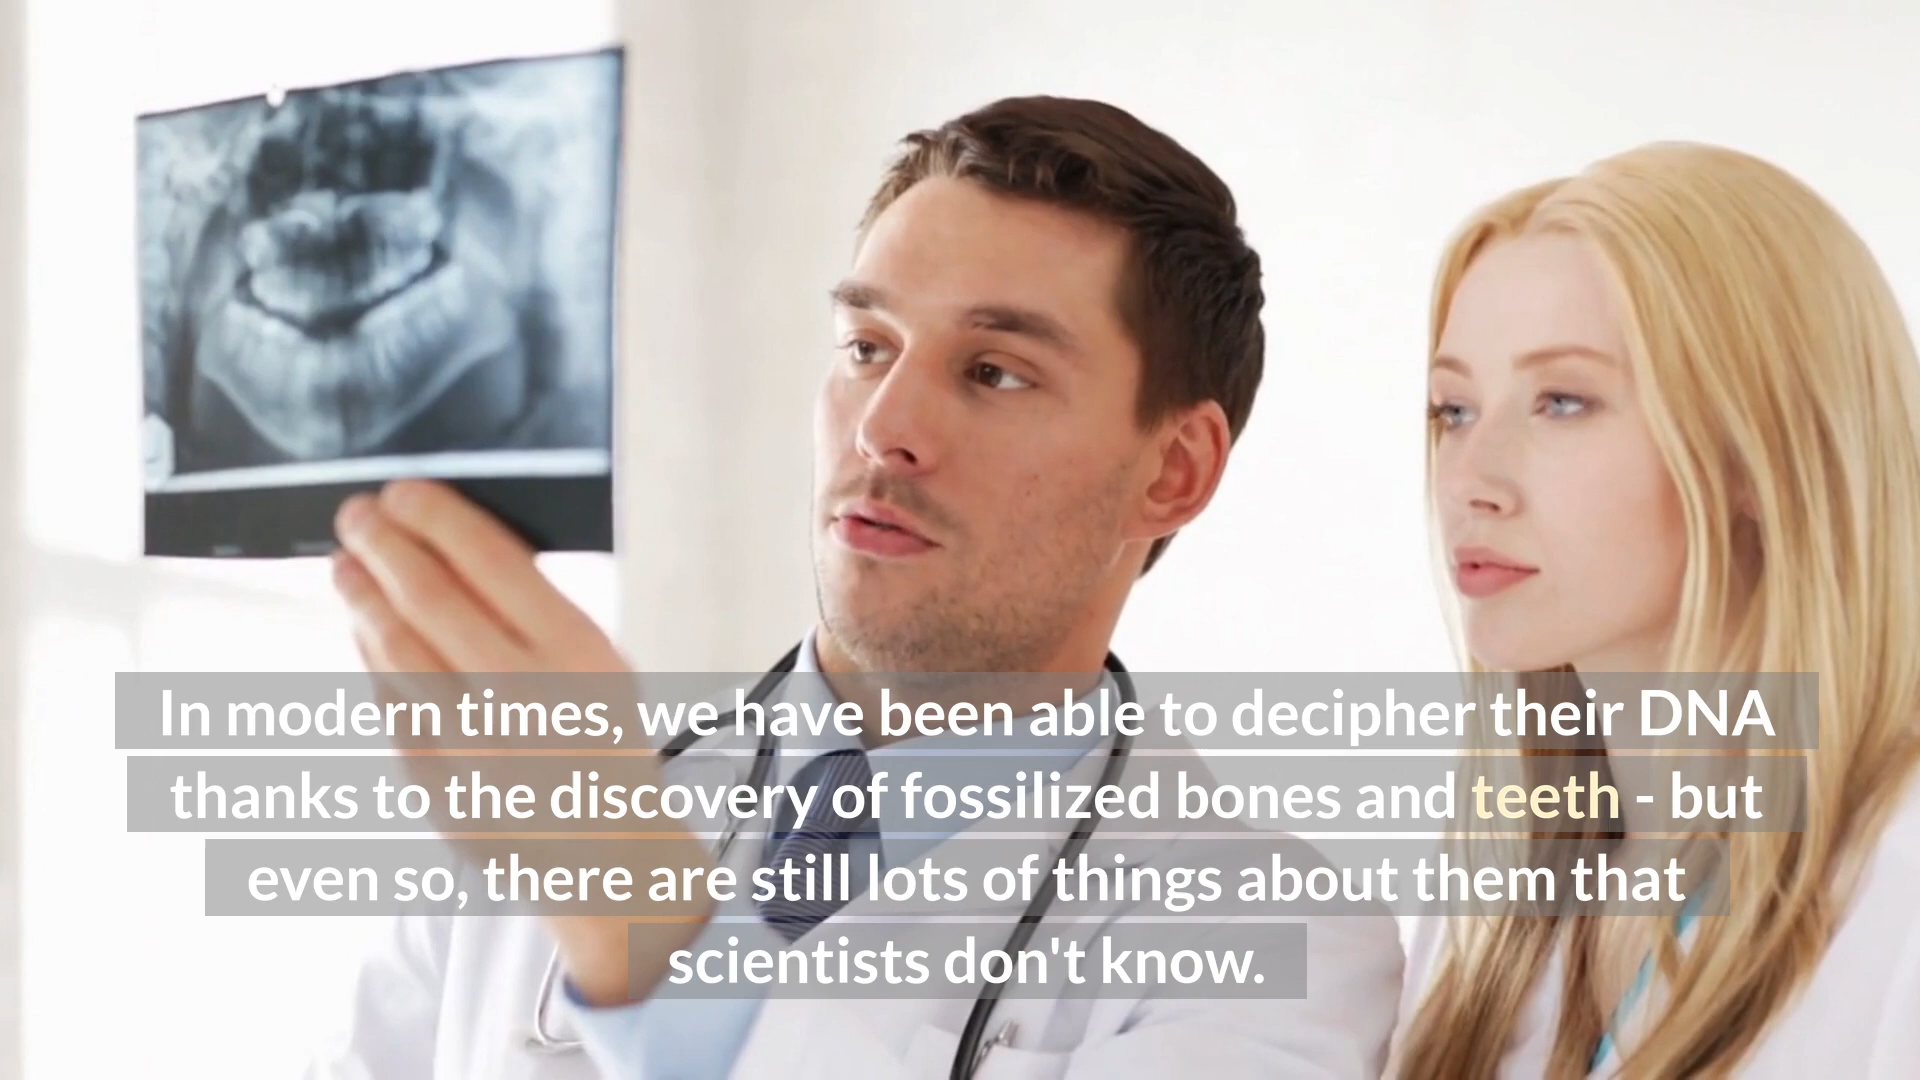 In modern times, we have been able to decipher their DNA
thanks to the discovery of fossilized bones and teeth - but
even so, there are still lots of things about them that
scientists don't know.